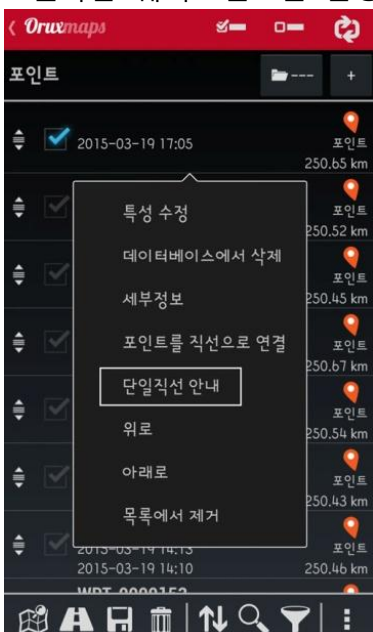 Oruxmaps
포인트
---
+
2015-03-19 17:05
포인트
250.65 km
특성 수정
250.52 km
데이터베이스에서 삭제
포인트
세부정보
250.45 km
포인트를 직선으로 연결
포인트
250.67 km
단일직선 안내
포인트
위로
250.54 km
아래로
포인트
250.43 km
목록에서 제거
2015-03-19 14:13
포인트
2015-03-19 14:10
250.46 km